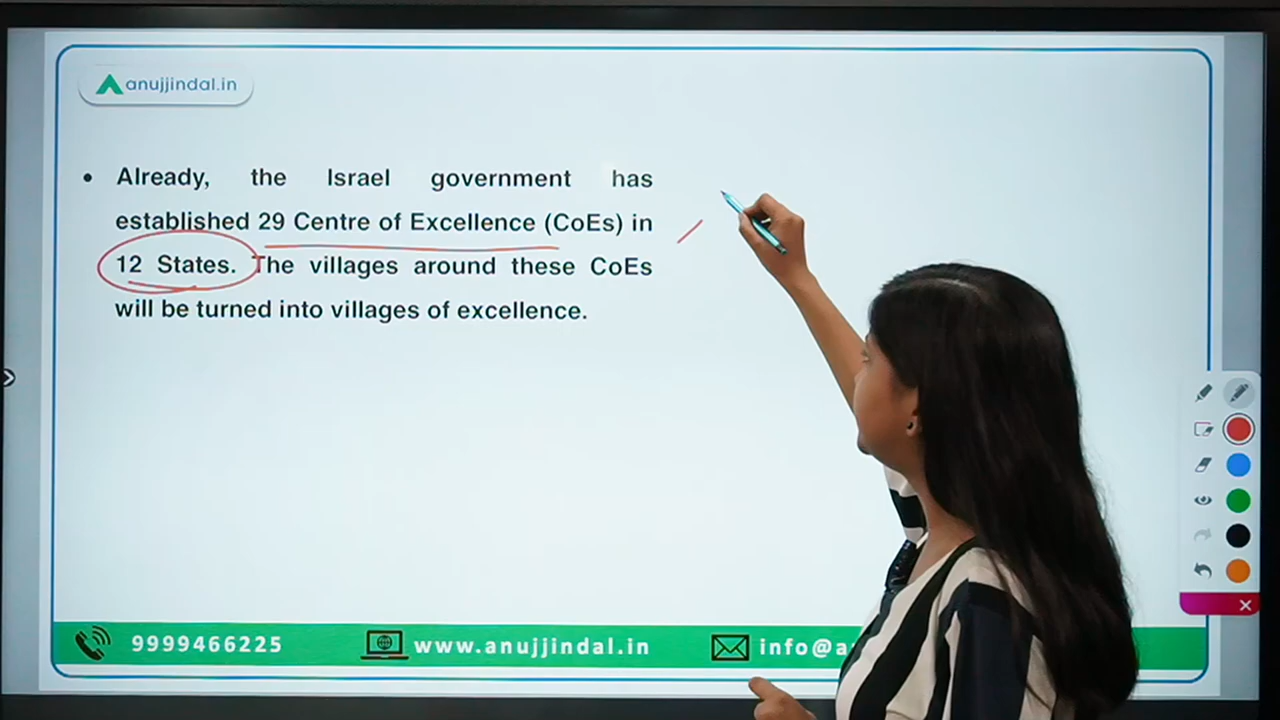 anujjindal.in
• Already, the Israel government has
established 29 Centre of Excellence (CoEs) in
12 States. The villages around these CoEs
will be turned into villages of excellence.
9999466225 www.anujjindal.in info@a